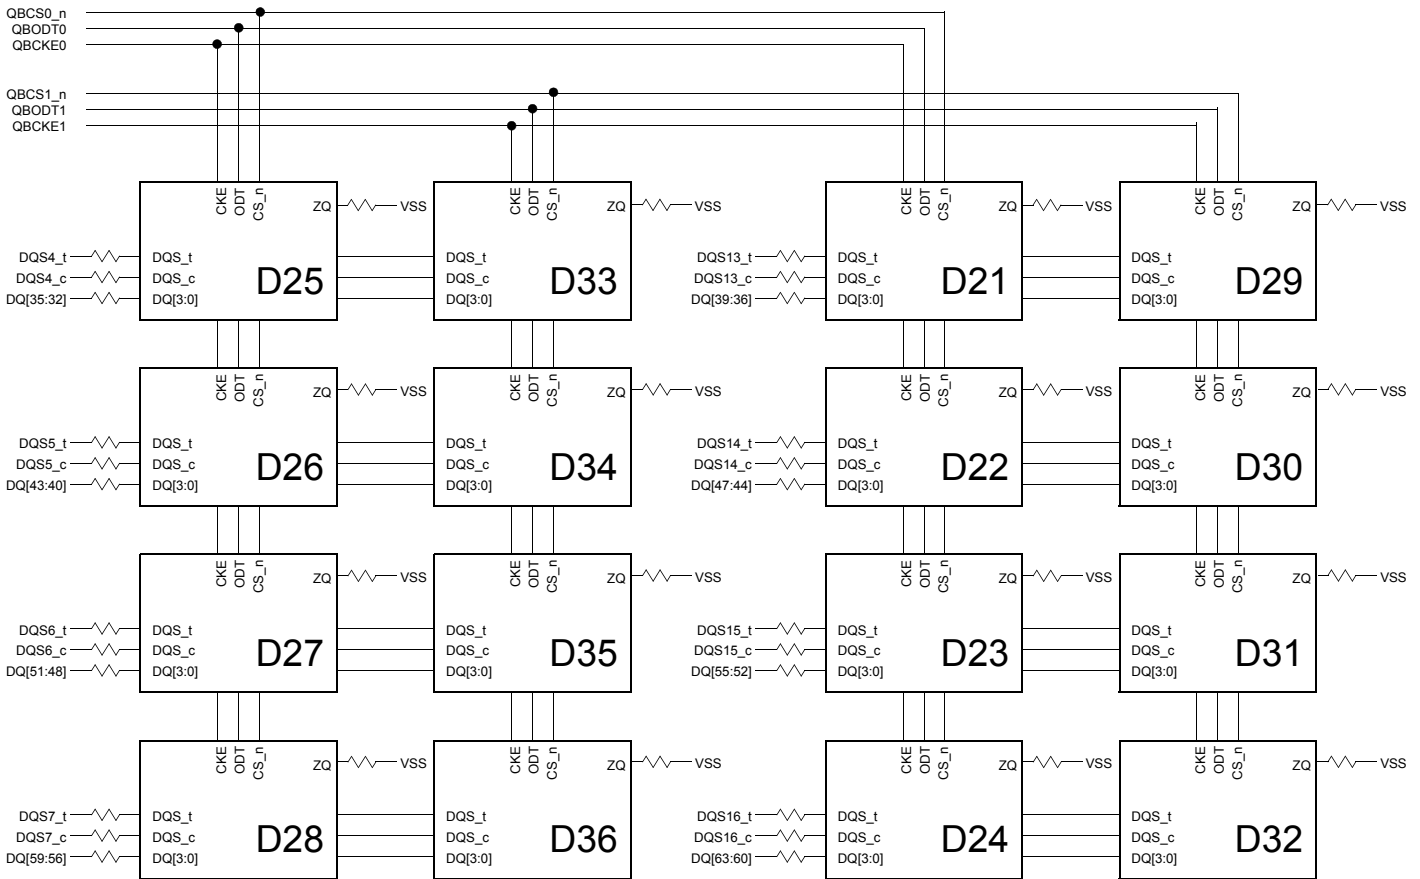 QBCS0_n
QBODT0
QBCKE0
QBCS1_n
QBODT1
QBCKE1
CKE ODT CS_n ZQ VSS CKE ODT CS_n ZQ VSS CKE ODT CS_n ZQ VSS CKE ODT CS_n ZQ VSS
DQS4_t DQS_t DQS_t DQS13_t DQS_t DQS_t
DQS4_c DQS_c D25 DQS_c D33 DQS13_c DQS_c D21 DQS_c D29
DQ[35:32] DQ[3:0] DQ[3:0] DQ[39:36] DQ[3:0] DQ[3:0]
CKE ODT CS_n ZQ VSS CKE ODT CS_n ZQ VSS CKE ODT CS_n ZQ VSS CKE ODT CS_n ZQ VSS
DQS5_t DQS_t DQS_t DQS14_t DQS_t DQS_t
DQS5_c DQS_c D26 DQS_c D34 DQS14_c DQS_c D22 DQS_c D30
DQ[43:40] DQ[3:0] DQ[3:0] DQ[47:44] DQ[3:0] DQ[3:0]
CKE ODT CS_n ZQ VSS CKE ODT CS_n ZQ VSS CKE ODT CS_n ZQ VSS CKE ODT CS_n ZQ VSS
DQS6_t DQS_t DQS_t DQS15_t DQS_t DQS_t
DQS6_c DQS_c D27 DQS_c D35 DQS15_c DQS_c D23 DQS_c D31
DQ[51:48] DQ[3:0] DQ[3:0] DQ[55:52] DQ[3:0] DQ[3:0]
CKE ODT CS_n ZQ VSS CKE ODT CS_n ZQ VSS CKE ODT CS_n ZQ VSS CKE ODT CS_n ZQ VSS
DQS7_t DQS_t DQS_t DQS16_t DQS_t DQS_t
DQS7_c DQS_c D28 DQS_c D36 DQS16_c DQS_c D24 DQS_c D32
DQ[59:56] DQ[3:0] DQ[3:0] DQ[63:60] DQ[3:0] DQ[3:0]